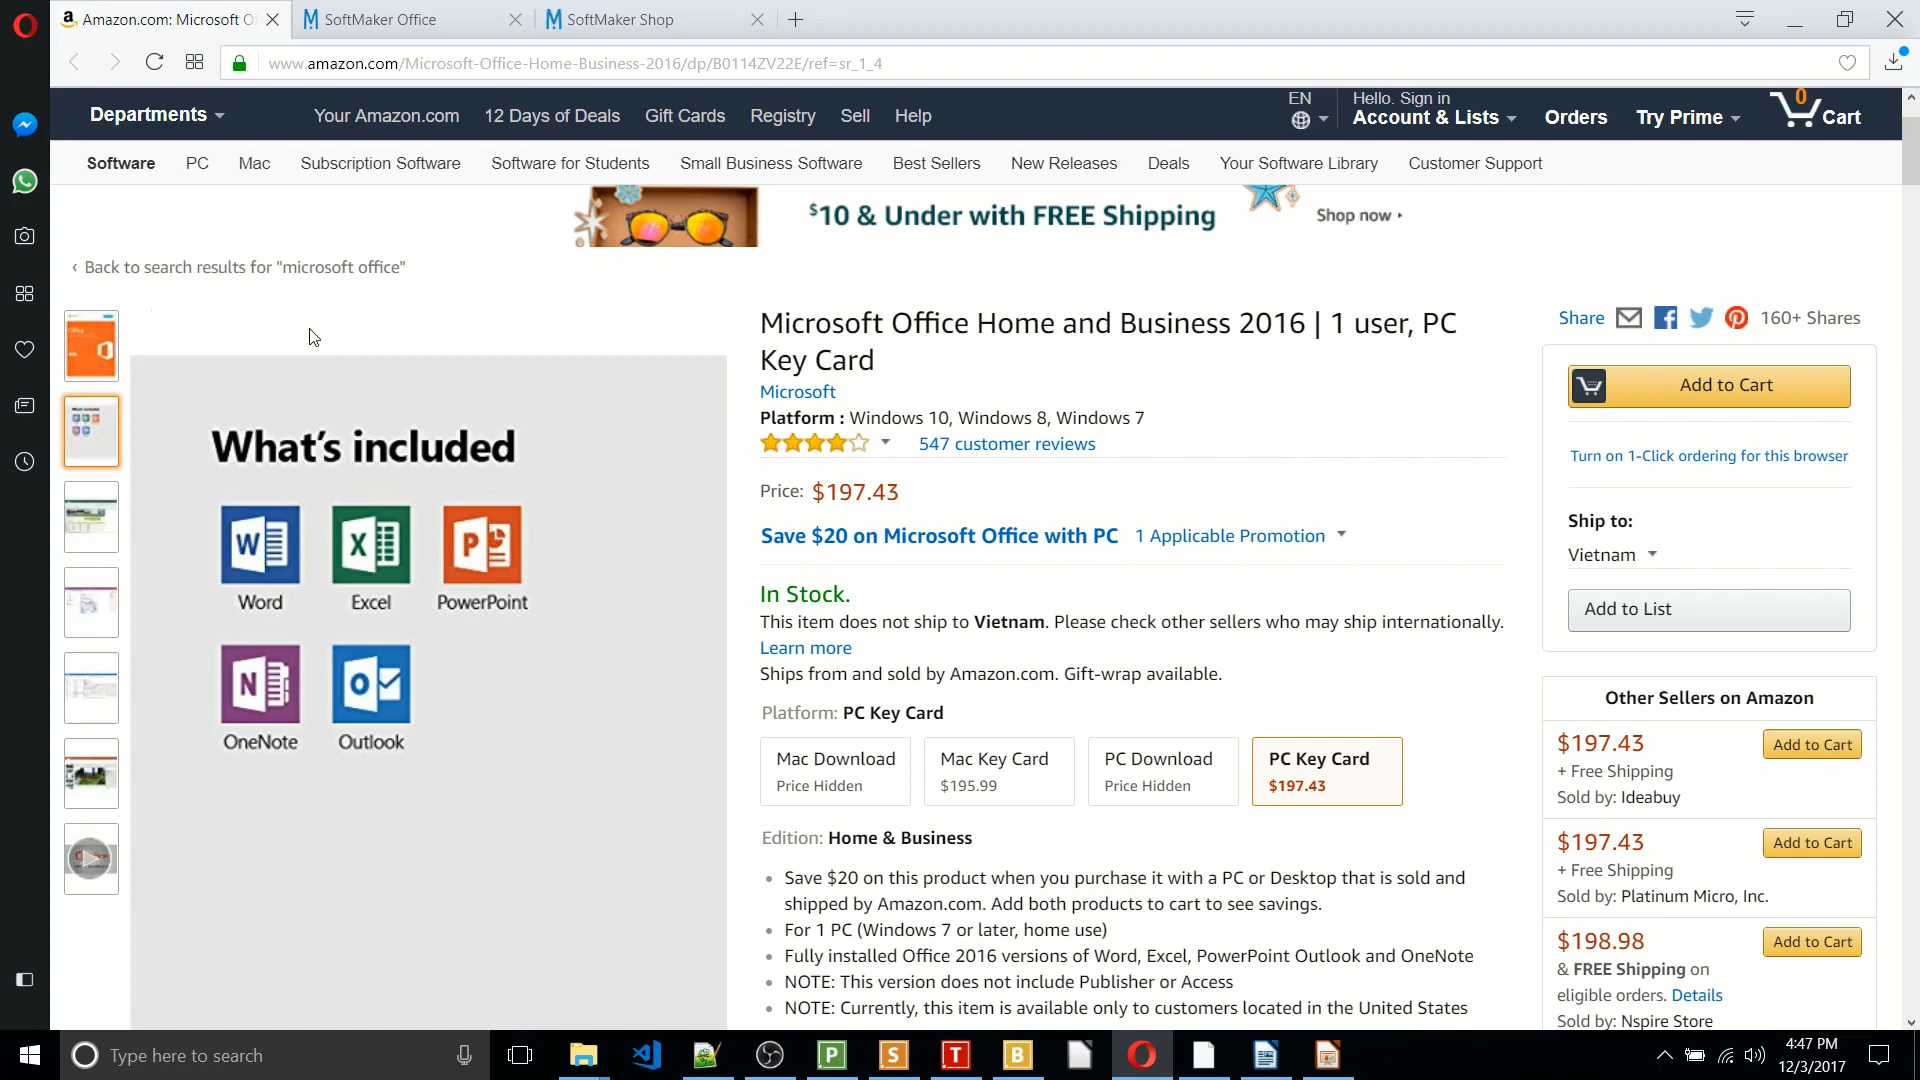 Amazon.com: Microsoft O
SoftMaker Office
SoftMaker Shop
www.amazon.com/Microsoft-Office-Home-Business-2016/dp/B0114ZV22E/ref=sr_1_4
Departments
Your Amazon.com
12 Days of Deals
Gift Cards
Registry
Sell
Help
EN
Hello. Sign in
Account & Lists
Orders
Try Prime
0
Cart
Software
PC
Mac
Subscription Software
Software for Students
Small Business Software
Best Sellers
New Releases
Deals
Your Software Library
Customer Support
$10 & Under with FREE Shipping
Shop now ›
‹ Back to search results for "microsoft office"
What's included
Word
Excel
PowerPoint
OneNote
Outlook
Microsoft Office Home and Business 2016 | 1 user, PC
Key Card
Microsoft
Platform : Windows 10, Windows 8, Windows 7
547 customer reviews
Price: $197.43
Save $20 on Microsoft Office with PC 1 Applicable Promotion
In Stock.
This item does not ship to Vietnam. Please check other sellers who may ship internationally.
Learn more
Ships from and sold by Amazon.com. Gift-wrap available.
Platform: PC Key Card
Mac Download
Price Hidden
Mac Key Card
$195.99
PC Download
Price Hidden
PC Key Card
$197.43
Edition: Home & Business
Save $20 on this product when you purchase it with a PC or Desktop that is sold and
shipped by Amazon.com. Add both products to cart to see savings.
For 1 PC (Windows 7 or later, home use)
Fully installed Office 2016 versions of Word, Excel, PowerPoint Outlook and OneNote
NOTE: This version does not include Publisher or Access
NOTE: Currently, this item is available only to customers located in the United States
Share
160+ Shares
Add to Cart
Turn on 1-Click ordering for this browser
Ship to:
Vietnam
Add to List
Other Sellers on Amazon
$197.43
Add to Cart
+ Free Shipping
Sold by: Ideabuy
$197.43
Add to Cart
+ Free Shipping
Sold by: Platinum Micro, Inc.
$198.98
Add to Cart
& FREE Shipping on
eligible orders. Details
Sold by: Nspire Store
Type here to search
4:47 PM
12/3/2017